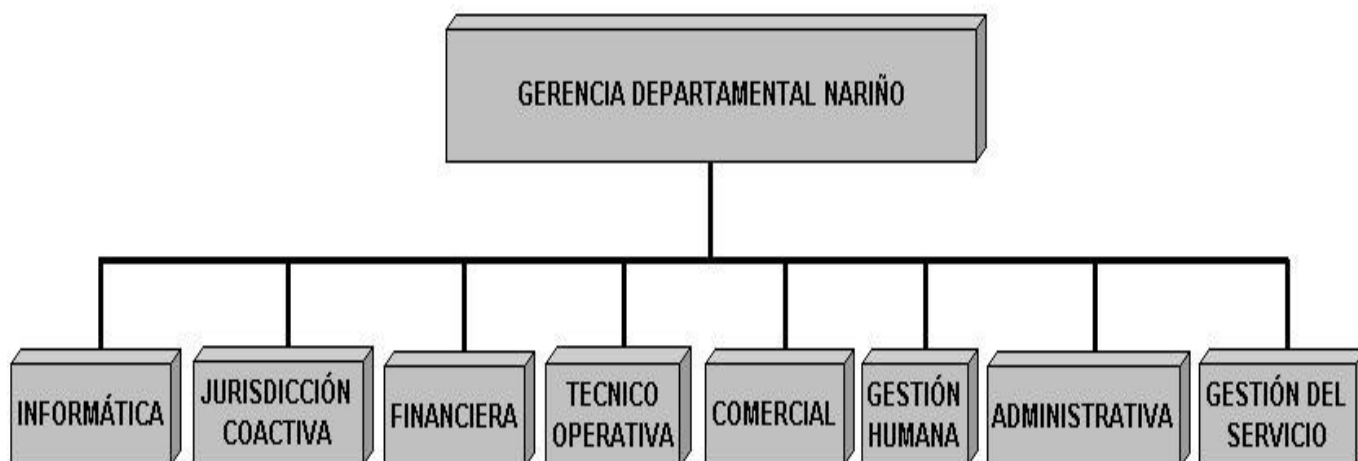 GERENCIA DEPARTAMENTAL NARIÑO
INFORMÁTICA
JURISDICCIÓN
COACTIVA
FINANCIERA
TECNICO
OPERATIVA
COMERCIAL
GESTIÓN
HUMANA
ADMINISTRATIVA
GESTIÓN DEL
SERVICIO